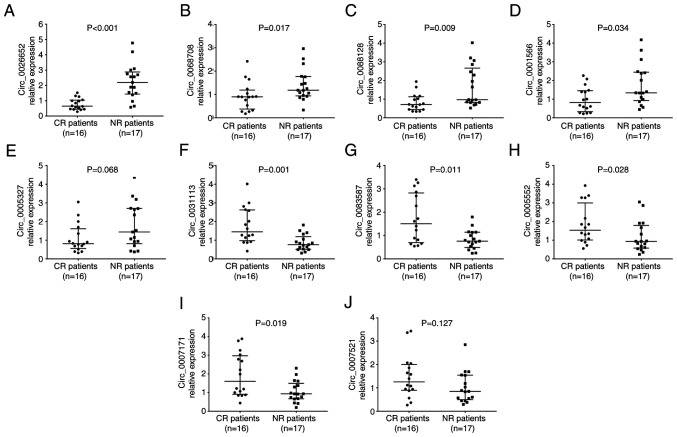 A
P<0.001
Circ_0026652
relative expression
6
5
4
3
2
1
0
CR patients
(n=16)
NR patients
(n=17)
B
P=0.017
Circ_0068708
relative expression
4
3
2
1
0
CR patients
(n=16)
NR patients
(n=17)
C
P=0.009
Circ_0088128
relative expression
5
4
3
2
1
0
CR patients
(n=16)
NR patients
(n=17)
D
P=0.034
Circ_0001566
relative expression
5
4
3
2
1
0
CR patients
(n=16)
NR patients
(n=17)
E
P=0.068
Circ_0005327
relative expression
5
4
3
2
1
0
CR patients
(n=16)
NR patients
(n=17)
F
P=0.001
Circ_0031113
relative expression
5
4
3
2
1
0
CR patients
(n=16)
NR patients
(n=17)
G
P=0.011
Circ_0083587
relative expression
4
3
2
1
0
CR patients
(n=16)
NR patients
(n=17)
H
P=0.028
Circ_0005552
relative expression
5
4
3
2
1
0
CR patients
(n=16)
NR patients
(n=17)
I
P=0.019
Circ_0007171
relative expression
5
4
3
2
1
0
CR patients
(n=16)
NR patients
(n=17)
J
P=0.127
Circ_0007521
relative expression
4
3
2
1
0
CR patients
(n=16)
NR patients
(n=17)